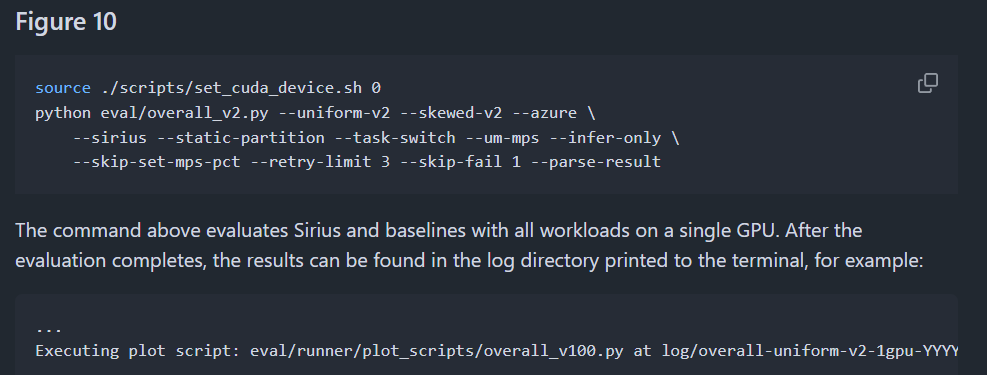 Figure 10
source ./scripts/set_cuda_device.sh 0
python eval/overall_v2.py --uniform-v2 --skewed-v2 --azure \
    --sirius --static-partition --task-switch --um-mps --infer-only \
    --skip-set-mps-pct --retry-limit 3 --skip-fail 1 --parse-result
The command above evaluates Sirius and baselines with all workloads on a single GPU. After the
evaluation completes, the results can be found in the log directory printed to the terminal, for example:
...
Executing plot script: eval/runner/plot_scripts/overall_v100.py at log/overall-uniform-v2-1gpu-YYYY